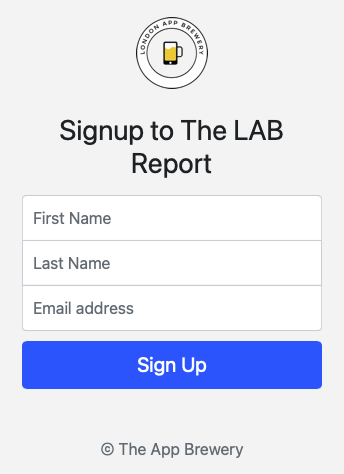 LONDON APP BREWERY
Signup to The LAB
Report
First Name
Last Name
Email address
Sign Up
© The App Brewery